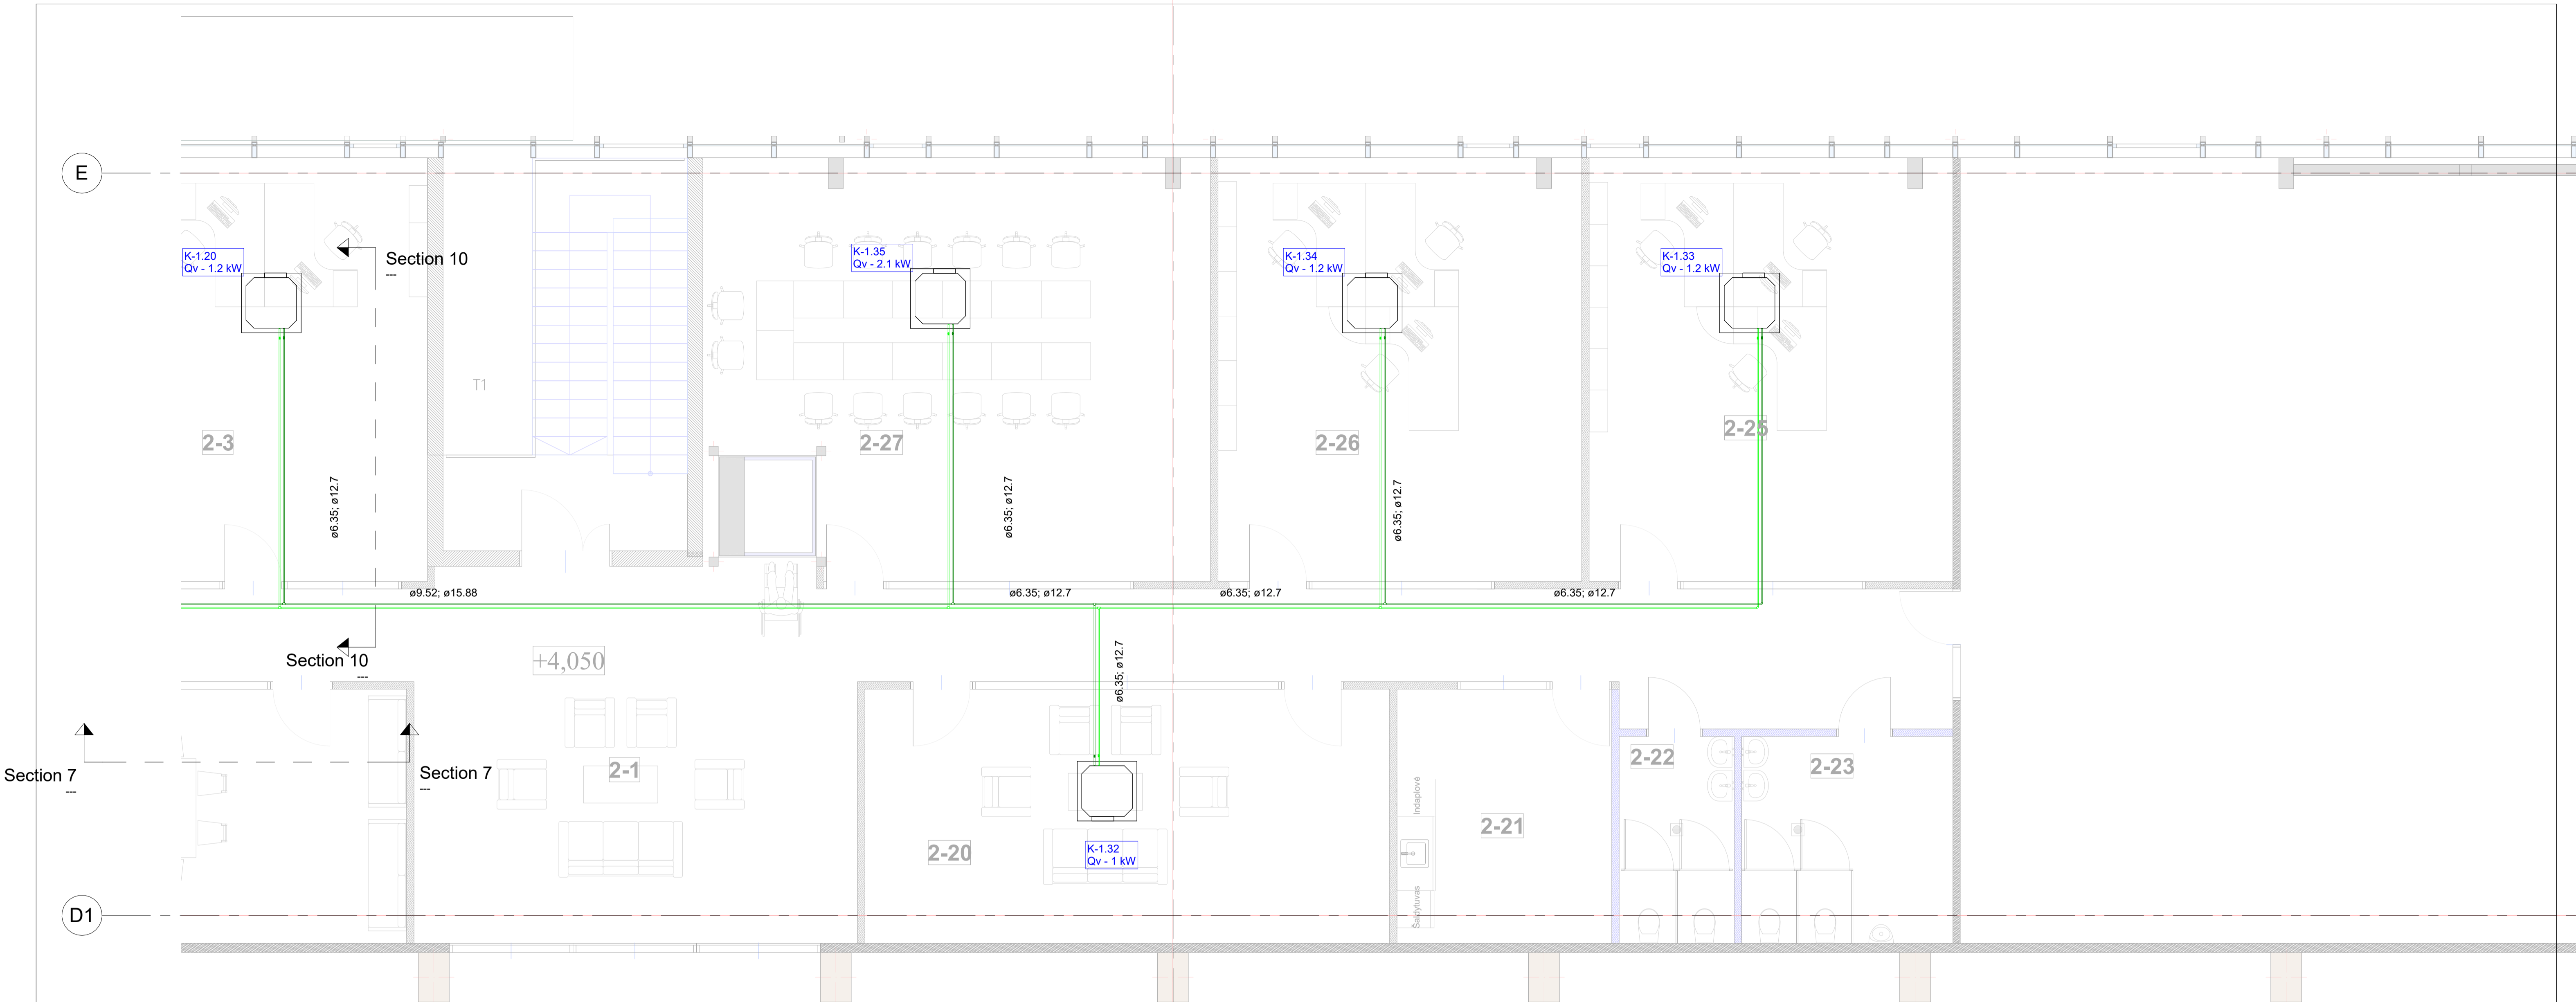 E
K-1.20
Qv - 1.2 kW
Section 10
---
K-1.35
Qv - 2.1 kW
K-1.34
Qv - 1.2 kW
K-1.33
Qv - 1.2 kW
T1
2-3
2-27
2-26
2-25
ø6.35; ø12.7
ø6.35; ø12.7
ø6.35; ø12.7
ø9.52; ø15.88
ø6.35; ø12.7
ø6.35; ø12.7
ø6.35; ø12.7
Section 10
---
+4,050
ø6.35; ø12.7
Section 7
---
Section 7
---
2-1
2-22
2-23
Indaplovė
2-21
2-20
K-1.32
Qv - 1 kW
Šaldytuvas
D1